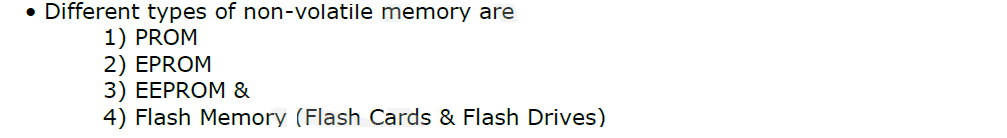 • Different types of non-volatile memory are
1) PROM
2) EPROM
3) EEPROM &
4) Flash Memory (Flash Cards & Flash Drives)